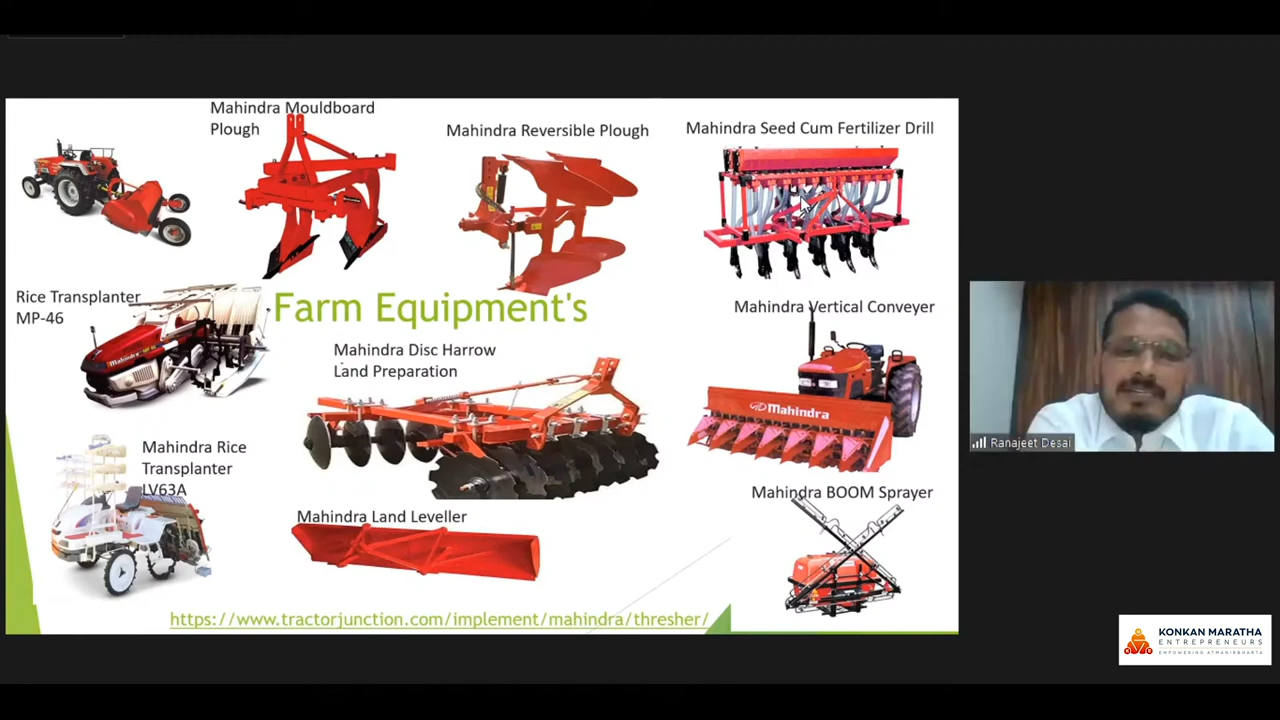 Mahindra Mouldboard
Plough
Mahindra Reversible Plough
Mahindra Seed Cum Fertilizer Drill
Rice Transplanter
MP-46
Farm Equipment's
Mahindra Vertical Conveyer
Mahindra Disc Harrow
Land Preparation
Mahindra
Mahindra
Mahindra Rice
Transplanter
LV63A
Mahindra BOOM Sprayer
Mahindra Land Leveller
https://www.tractorjunction.com/implement/mahindra/thresher/
Ranajeet Desai
KONKAN MARATHA
ENTREPRENEURS
EMPOWERING ATMANIRBHARTA